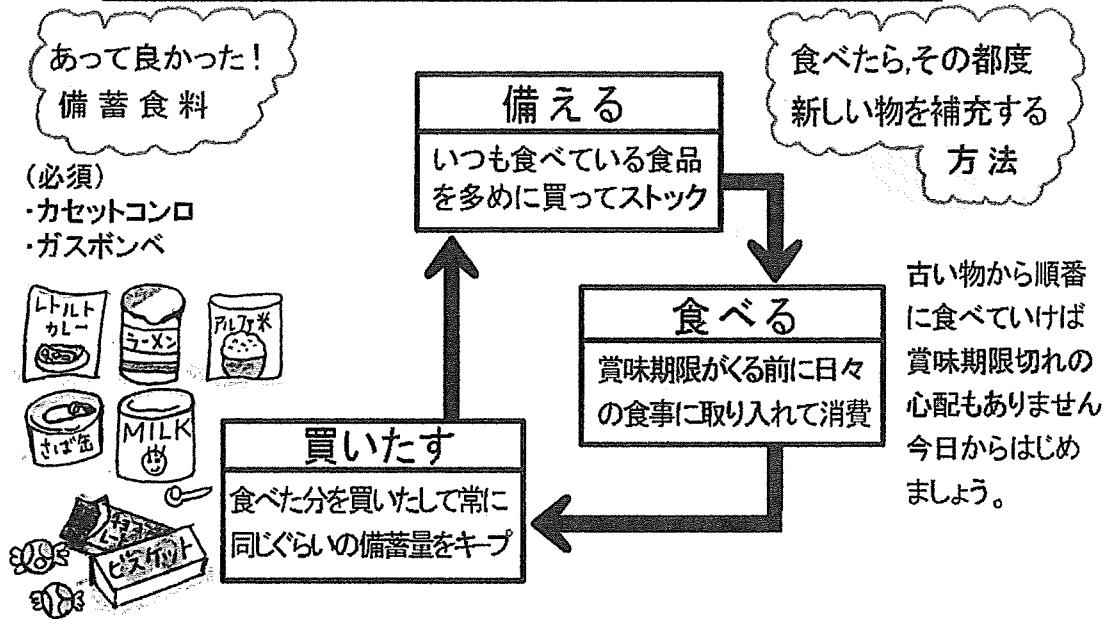 あって良かった!
備蓄食料
(必須)
・カセットコンロ
・ガスボンベ
レトルト
カレー
ラーメン
アルファ米
さば缶
MILK
チョコ
レート
ビスケット
備える
いつも食べている食品
を多めに買ってストック
食べたら,その都度
新しい物を補充する
方法
食べる
賞味期限がくる前に日々
の食事に取り入れて消費
買いたす
食べた分を買いたして常に
同じぐらいの備蓄量をキープ
古い物から順番
に食べていけば
賞味期限切れの
心配もありません
今日からはじめ
ましょう。